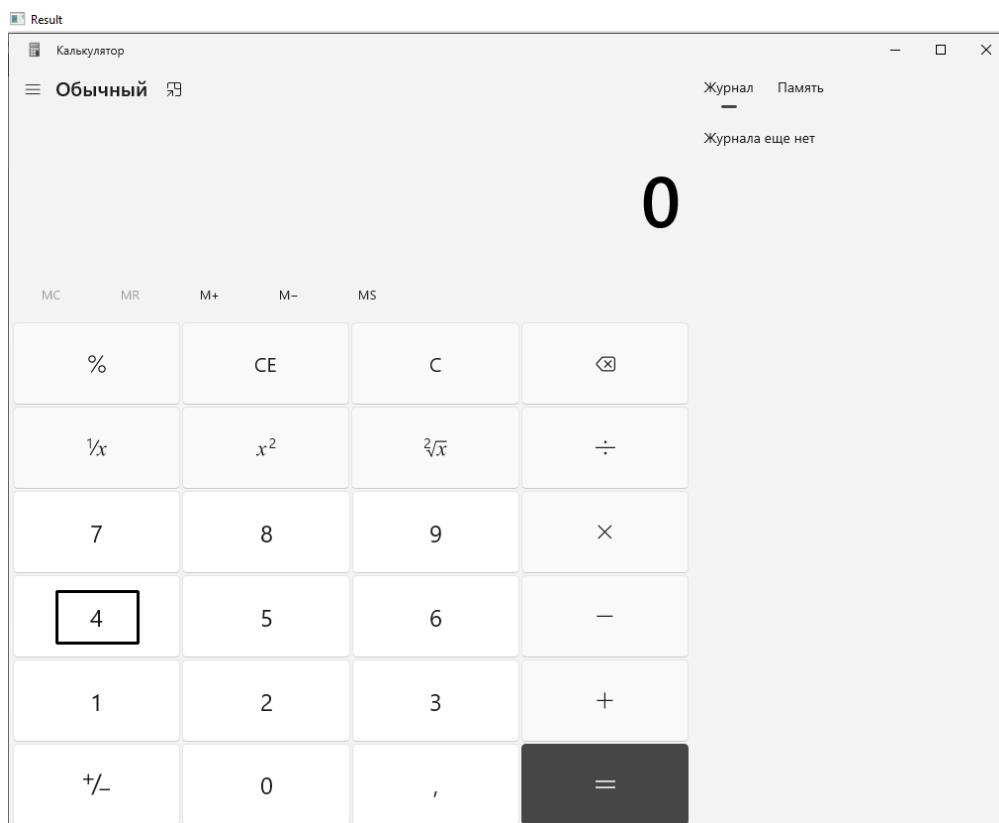 Result
Калькулятор
Обычный
Журнал Память
Журнала еще нет
0
MC MR M+ M− MS
% CE C
¹/x x² ²√x ÷
7 8 9 ×
4 5 6 −
1 2 3 +
+/− 0 , =